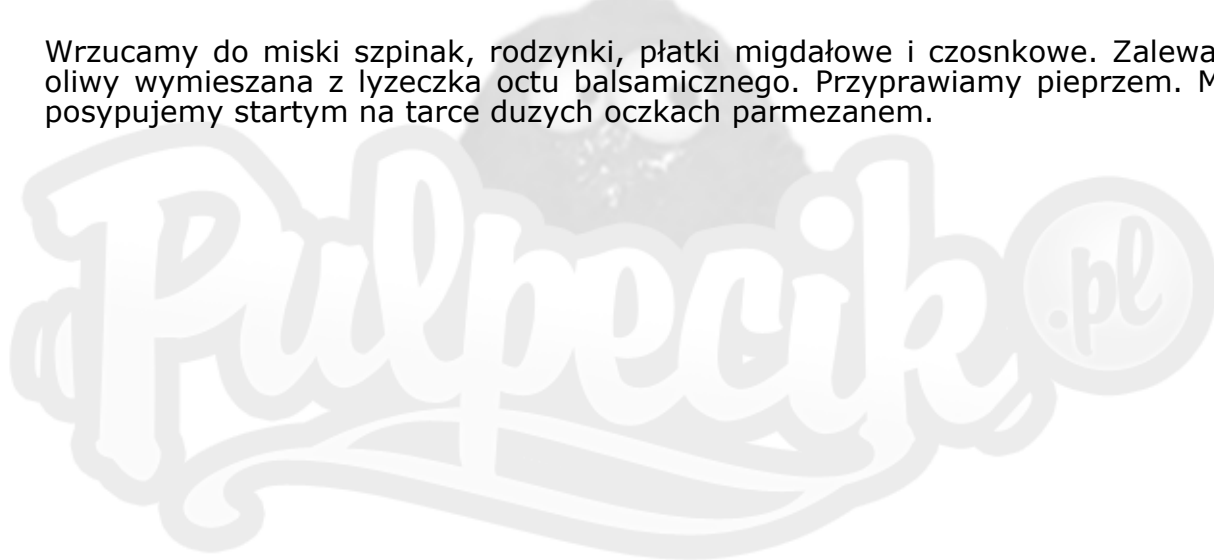 Wrzucamy do miski szpinak, rodzynki, płatki migdałowe i czosnkowe. Zalewa
oliwy wymieszana z lyzeczka octu balsamicznego. Przyprawiamy pieprzem. M
posypujemy startym na tarce duzych oczkach parmezanem.
Pulpecik .pl